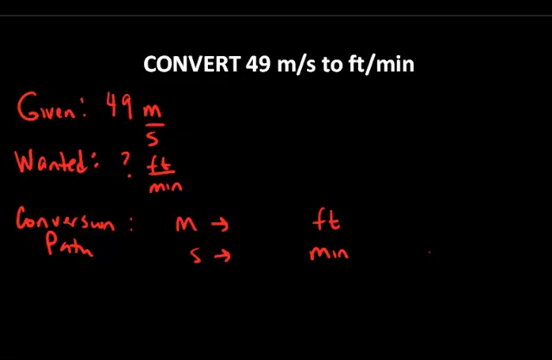 CONVERT 49 m/s to ft/min
Given: 49 m
s
Wanted: ? ft
min
Conversion : m → ft
Path s → min